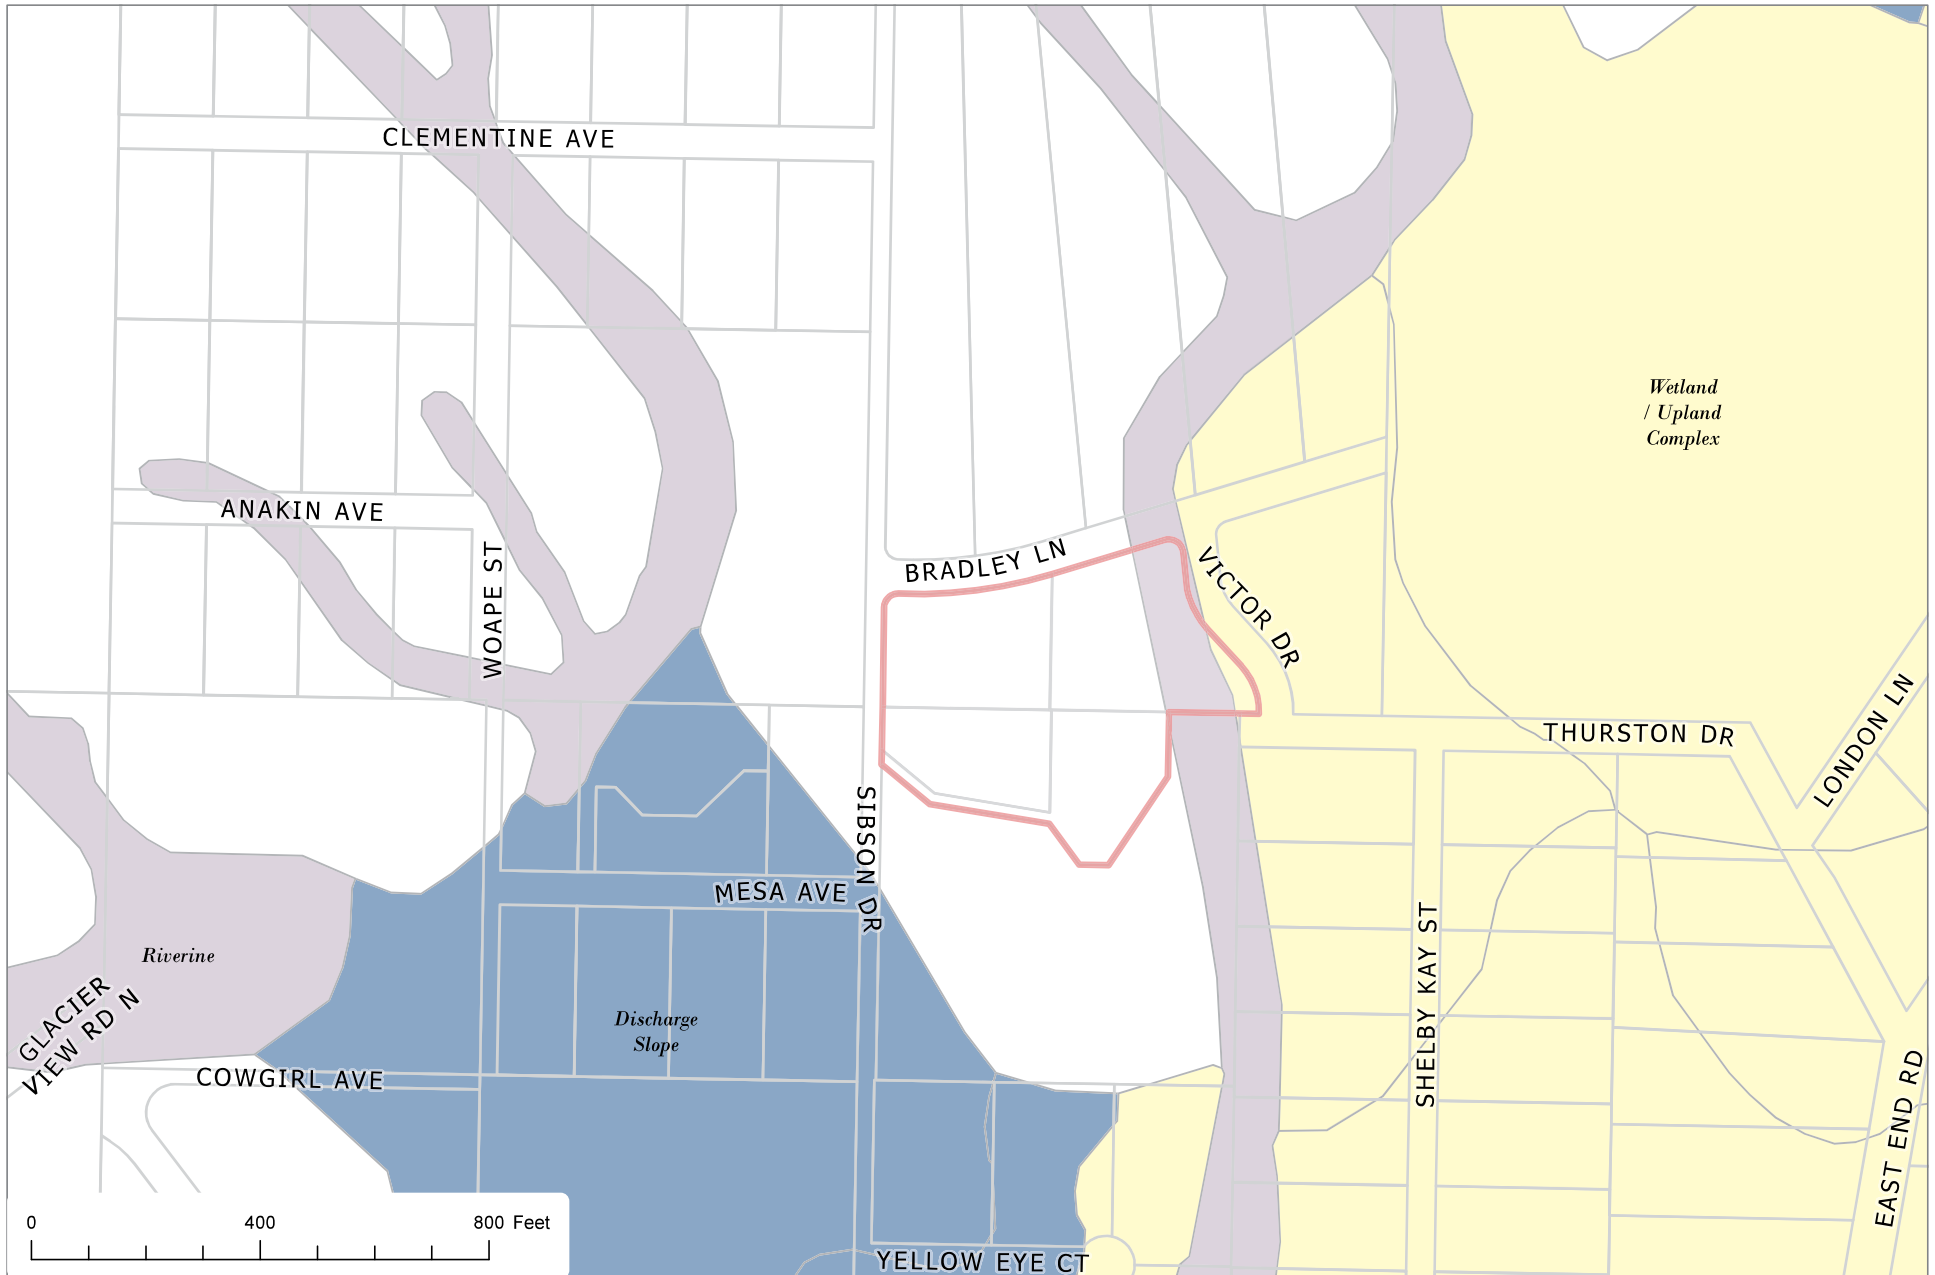 CLEMENTINE AVE
Wetland
/ Upland
Complex
ANAKIN AVE
WOAPE ST
BRADLEY LN
VICTOR DR
THURSTON DR
LONDON LN
SIBSON DR
MESA AVE
Riverine
Discharge
Slope
GLACIER
VIEW RD N
COWGIRL AVE
SHELBY KAY ST
EAST END RD
YELLOW EYE CT
0 400 800 Feet